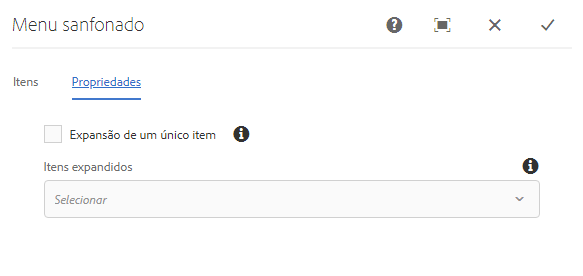 Menu sanfonado
Itens
Propriedades
Expansão de um único item
Itens expandidos
Selecionar